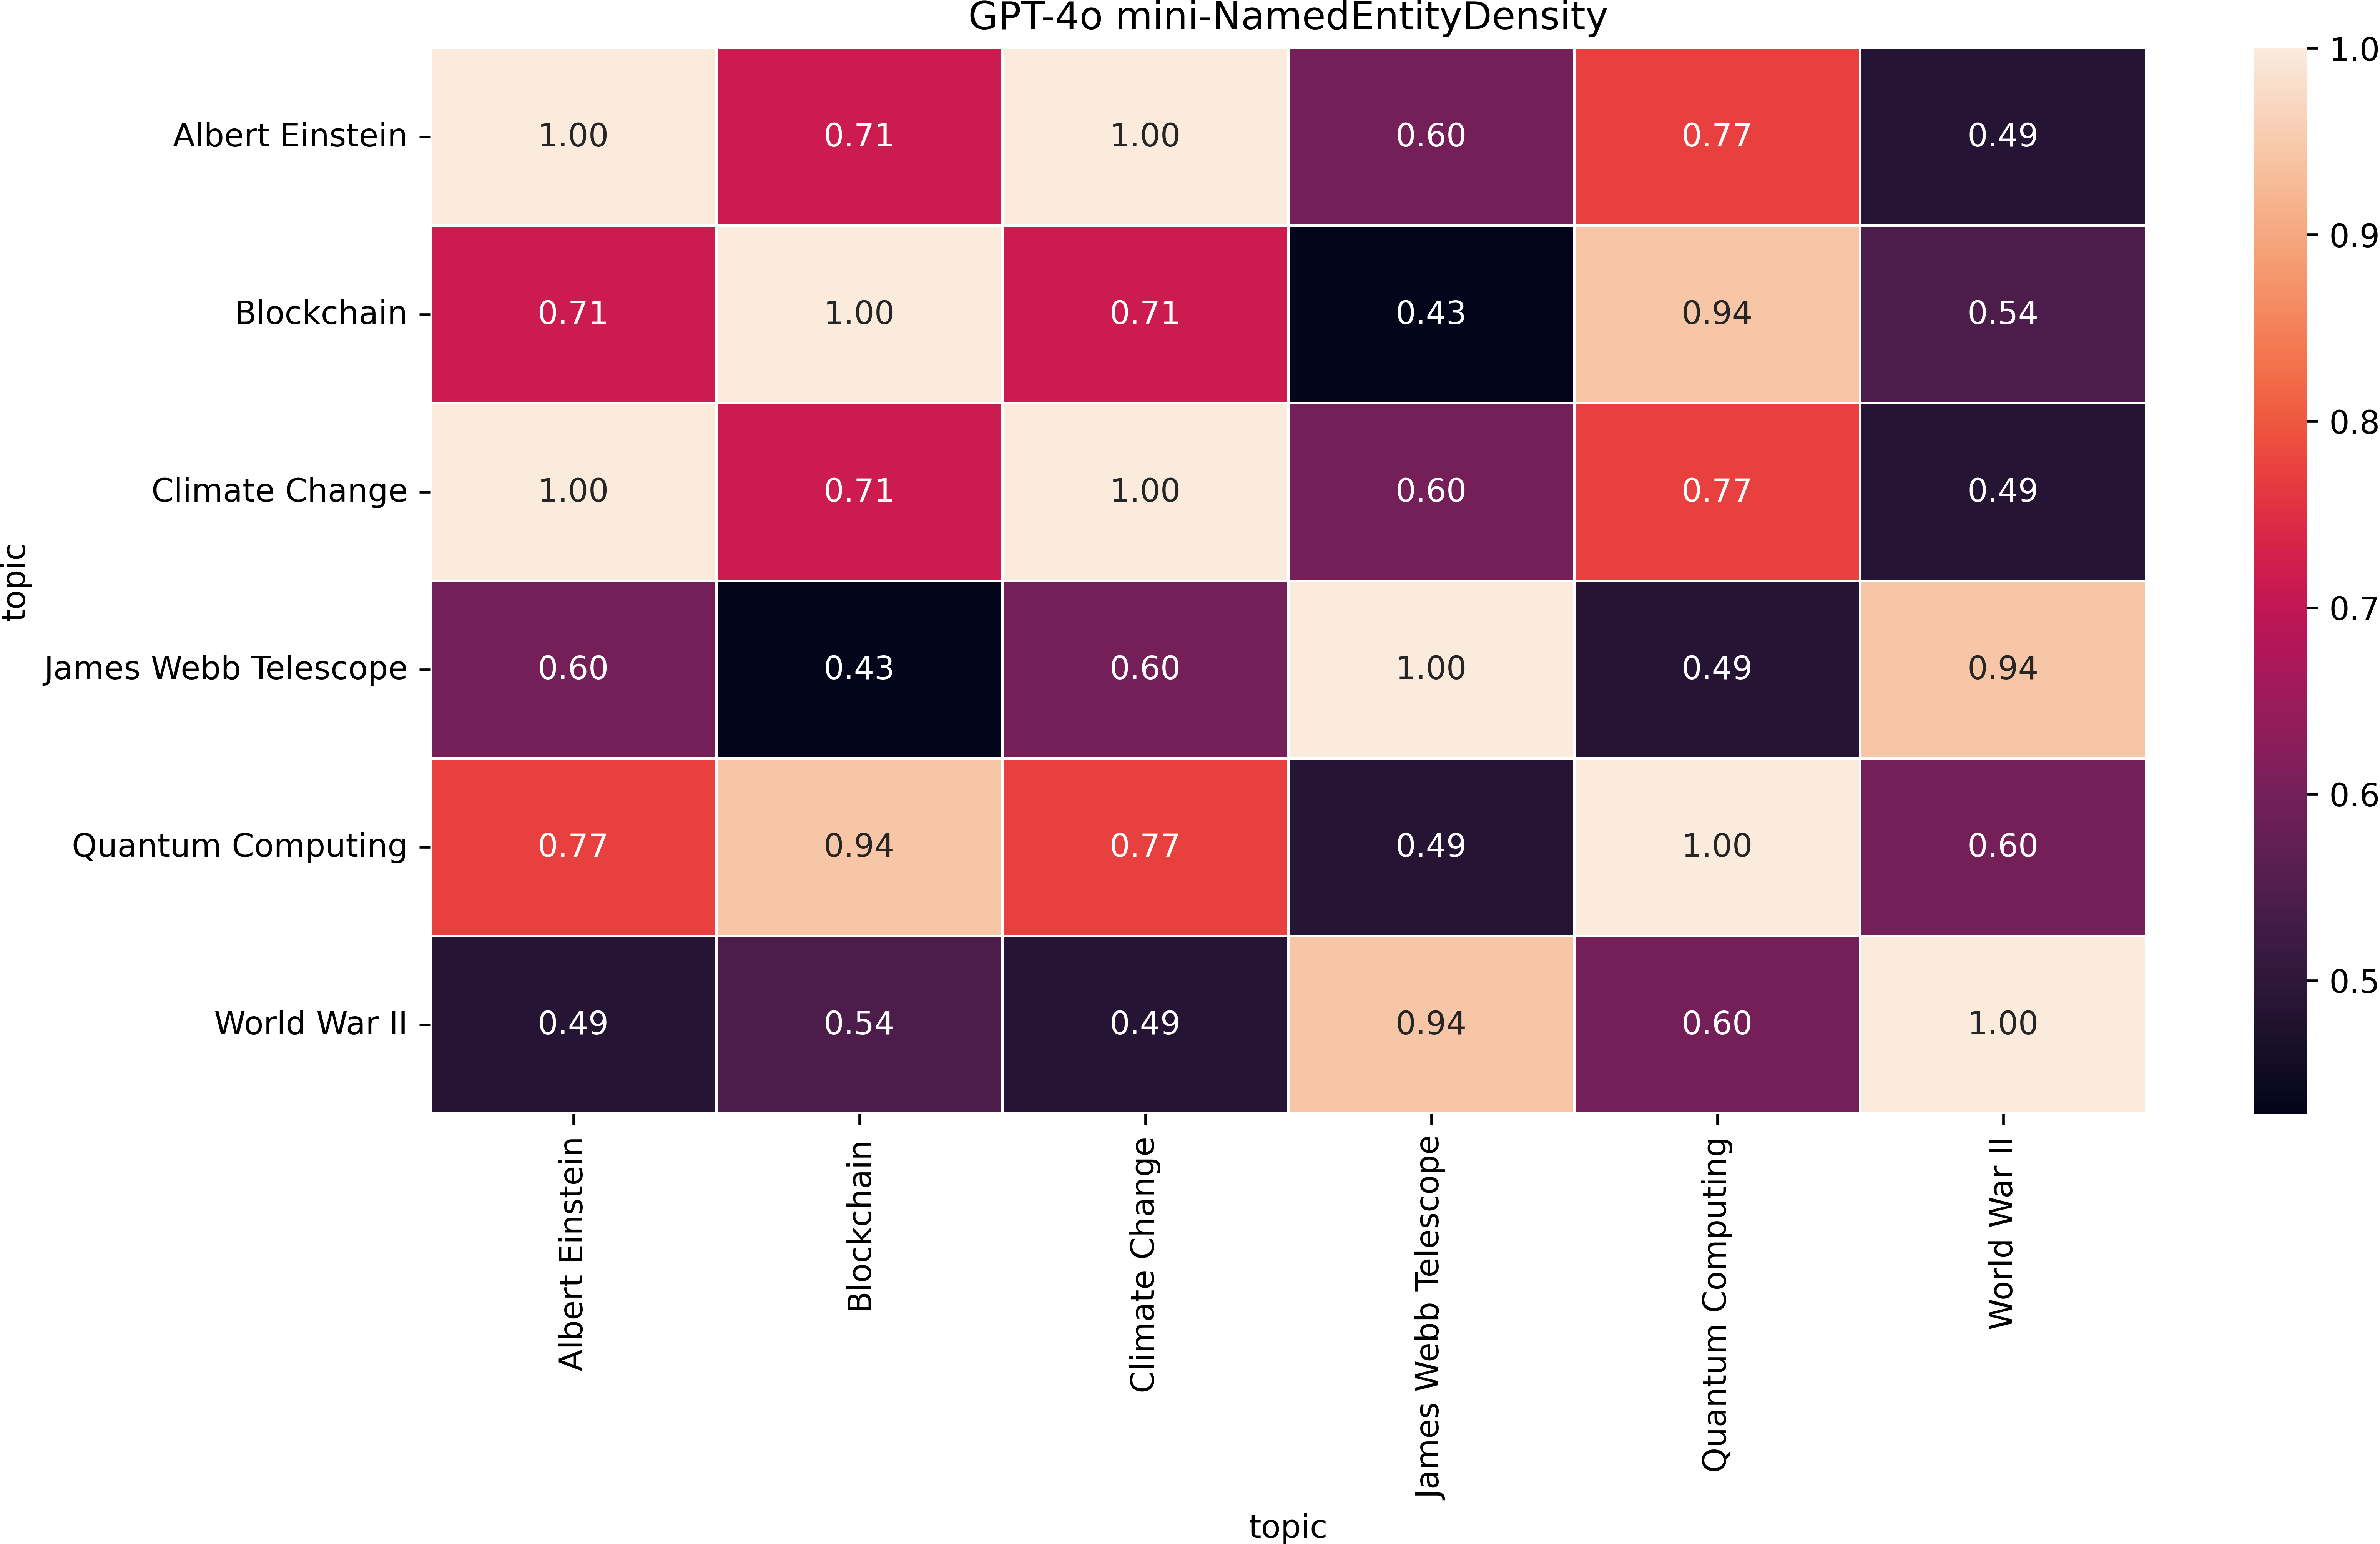 GPT-4o mini-NamedEntityDensity
Albert Einstein 1.00 0.71 1.00 0.60 0.77 0.49
Blockchain 0.71 1.00 0.71 0.43 0.94 0.54
Climate Change 1.00 0.71 1.00 0.60 0.77 0.49
James Webb Telescope 0.60 0.43 0.60 1.00 0.49 0.94
Quantum Computing 0.77 0.94 0.77 0.49 1.00 0.60
World War II 0.49 0.54 0.49 0.94 0.60 1.00
topic
Albert Einstein
Blockchain
Climate Change
James Webb Telescope
Quantum Computing
World War II
topic
1.0
0.9
0.8
0.7
0.6
0.5